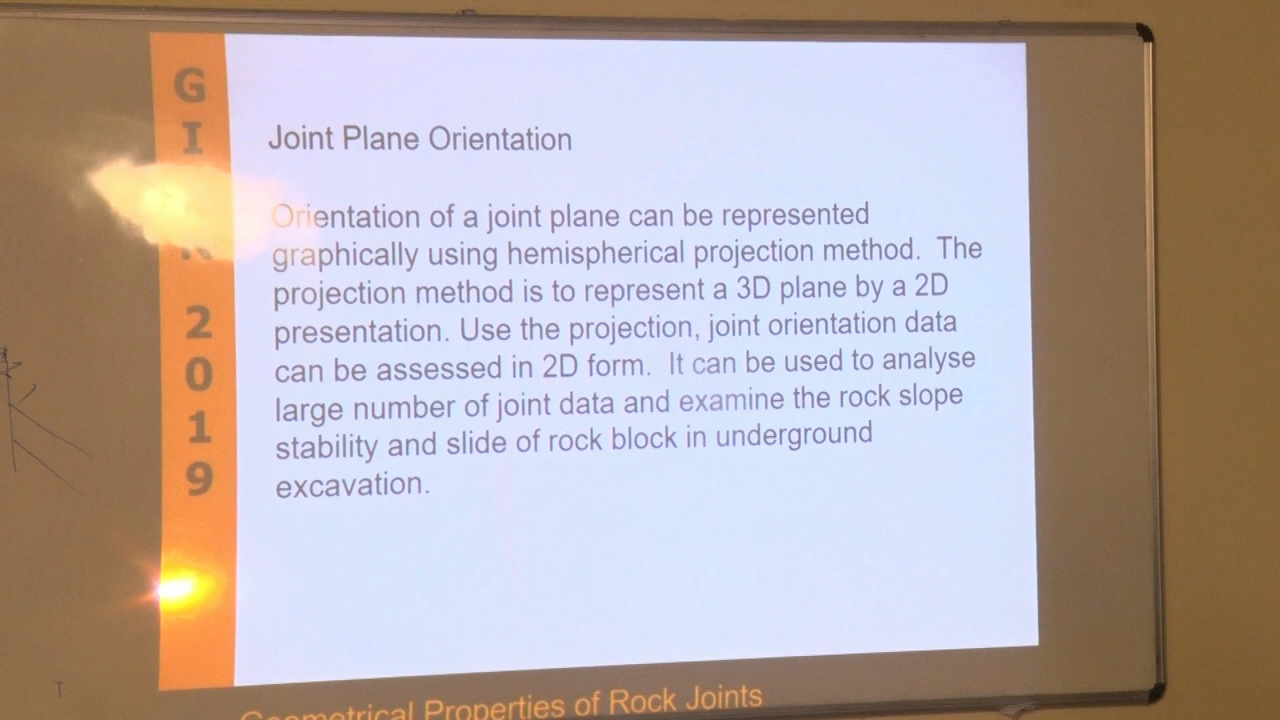 G
I
2
0
1
9
Joint Plane Orientation
Orientation of a joint plane can be represented
graphically using hemispherical projection method. The
projection method is to represent a 3D plane by a 2D
presentation. Use the projection, joint orientation data
can be assessed in 2D form. It can be used to analyse
large number of joint data and examine the rock slope
stability and slide of rock block in underground
excavation.
Geometrical Properties of Rock Joints